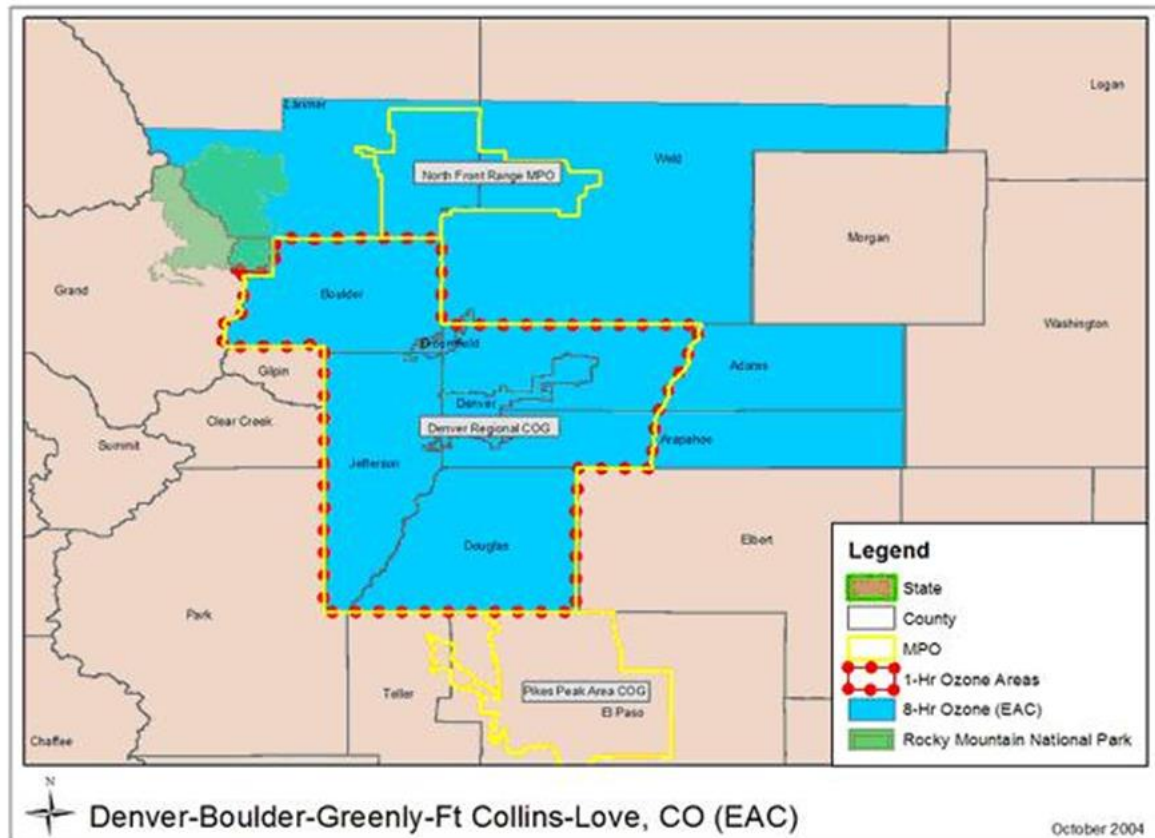 Logan
Larimer
Weld
North Front Range MPO
Morgan
Grand
Boulder
Washington
Broomfield
Gilpin
Adams
Denver
Clear Creek
Denver Regional COG
Arapahoe
Summit
Jefferson
Douglas
Elbert
Park
Teller
Pikes Peak Area COG
El Paso
Chaffee
Legend
State
County
MPO
1-Hr Ozone Areas
8-Hr Ozone (EAC)
Rocky Mountain National Park
N
Denver-Boulder-Greenly-Ft Collins-Love, CO (EAC)
October 2004